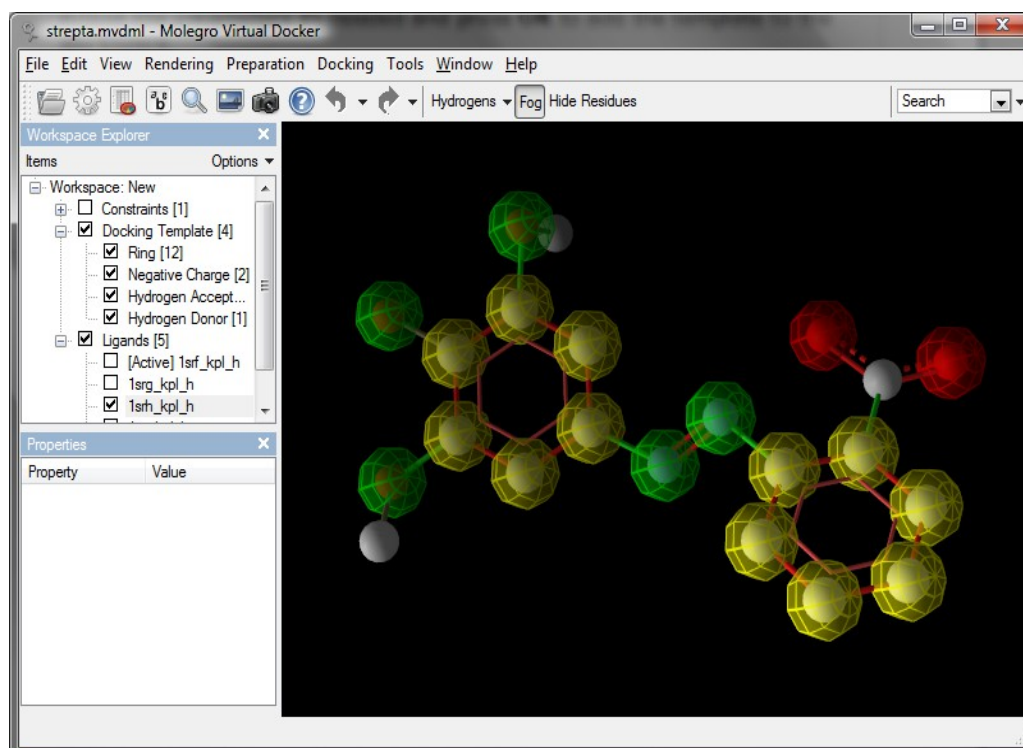 strepta.mvdml - Molegro Virtual Docker
File Edit View Rendering Preparation Docking Tools Window Help
Hydrogens Fog Hide Residues Search
Workspace Explorer
Items Options
Workspace: New
Constraints [1]
Docking Template [4]
Ring [12]
Negative Charge [2]
Hydrogen Accept...
Hydrogen Donor [1]
Ligands [5]
[Active] 1srf_kpl_h
1srg_kpl_h
1srh_kpl_h
Properties
Property Value